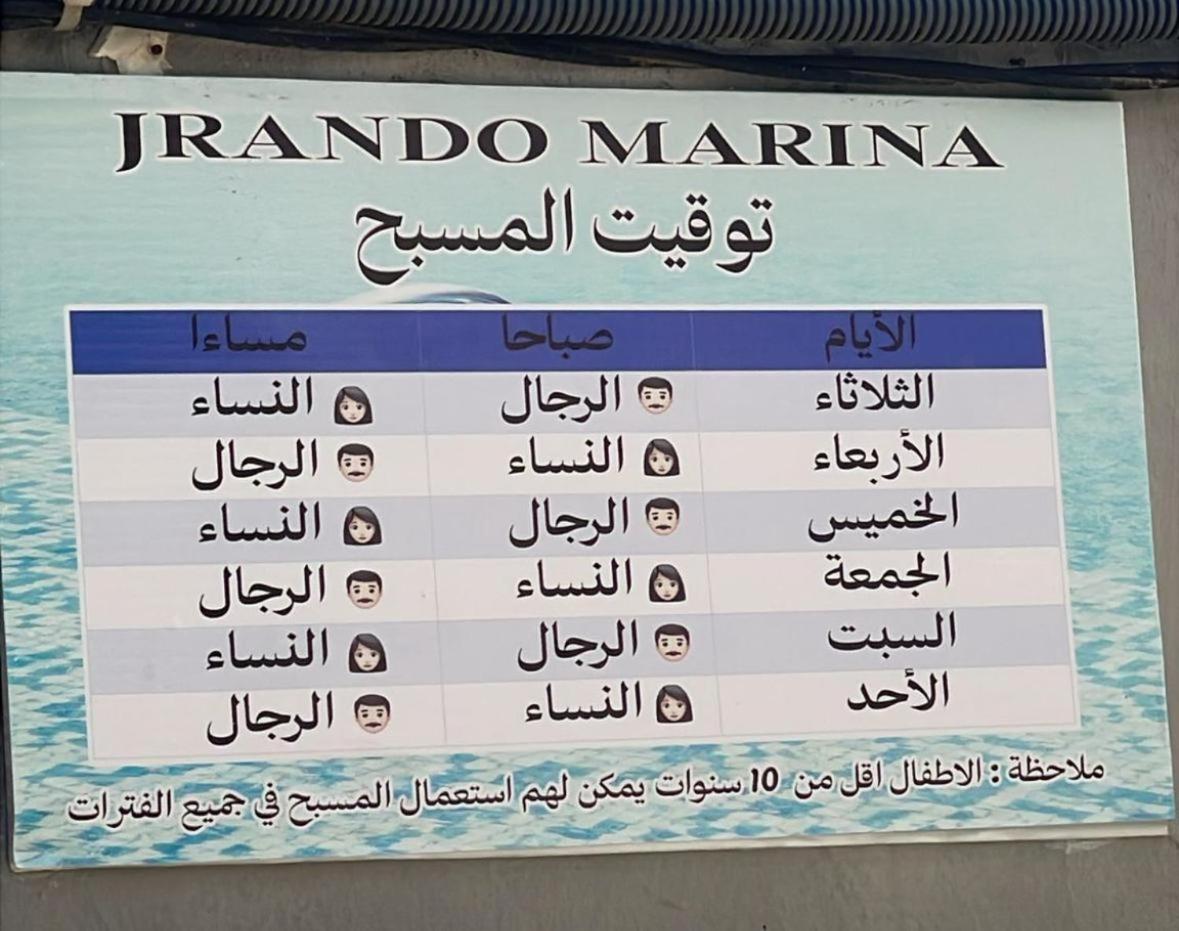 JRANDO MARINA
توقيت المسبح
الأيام صباحا مساءا
الثلاثاء الرجال النساء
الأربعاء النساء الرجال
الخميس الرجال النساء
الجمعة النساء الرجال
السبت الرجال النساء
الأحد النساء الرجال
ملاحظة : الاطفال اقل من 10 سنوات يمكن لهم استعمال المسبح في جميع الفترات